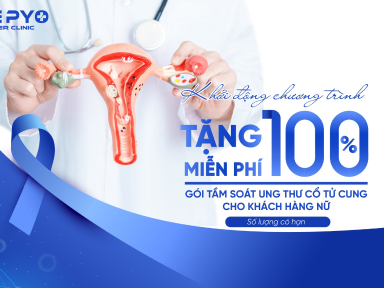 E PYO
ER CLINIC
Khởi động chương trình
TẶNG
MIỄN PHÍ
100%
GÓI TẦM SOÁT UNG THƯ CỔ TỬ CUNG
CHO KHÁCH HÀNG NỮ
Số lượng có hạn